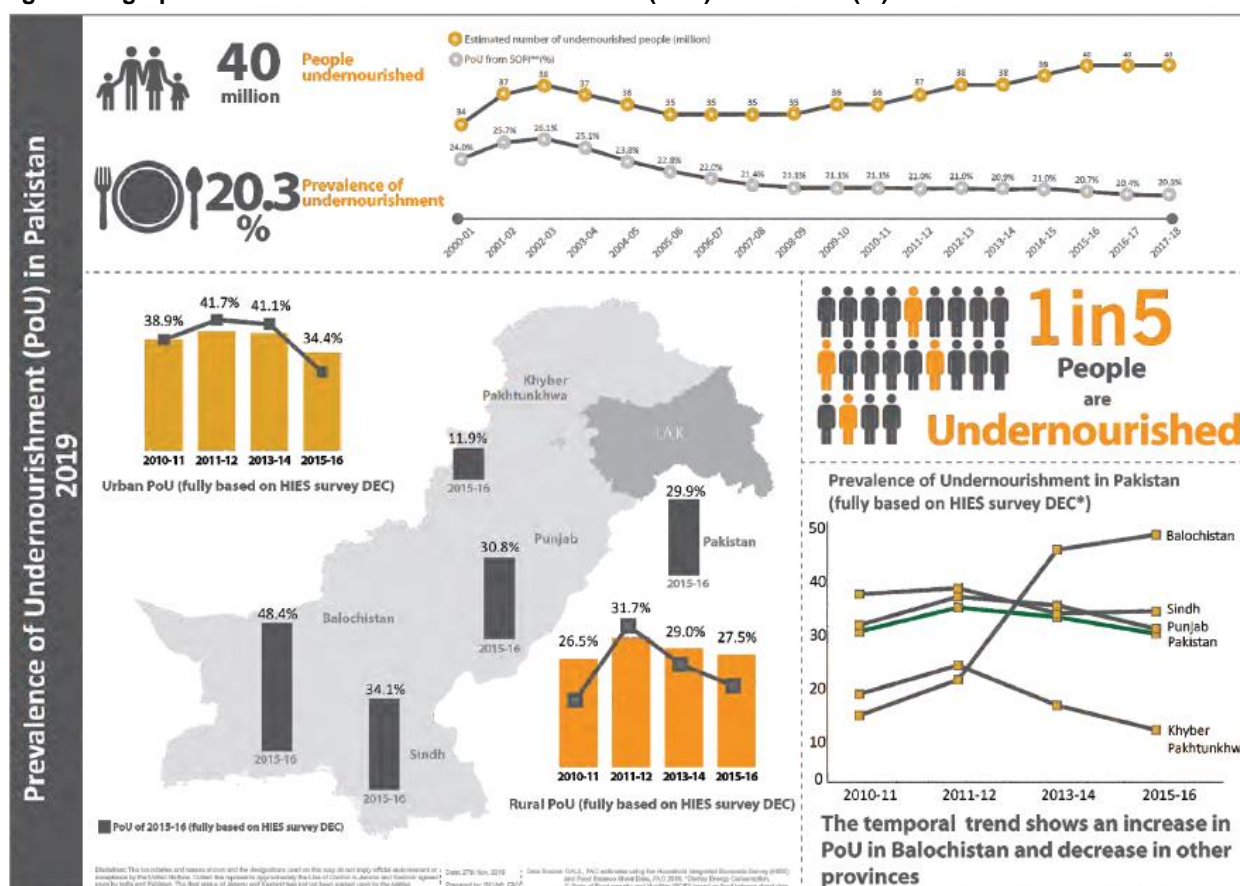 Prevalence of Undernourishment (PoU) in Pakistan
2019
40
million
People
undernourished
20.3
%
Prevalence of
undernourishment
Estimated number of undernourished people (million)
PoU from SOFI**(%)
34 37 38 37 36 35 35 35 35 36 36 37 38 38 39 40 40 40
24.0% 25.7% 26.1% 25.1% 23.8% 22.8% 22.0% 21.4% 21.1% 21.1% 21.1% 21.0% 21.0% 20.9% 21.0% 20.7% 20.4% 20.3%
2000-01 2001-02 2002-03 2003-04 2004-05 2005-06 2006-07 2007-08 2008-09 2009-10 2010-11 2011-12 2012-13 2013-14 2014-15 2015-16 2016-17 2017-18
38.9% 41.7% 41.1% 34.4%
2010-11 2011-12 2013-14 2015-16
Urban PoU (fully based on HIES survey DEC)
Khyber
Pakhtunkhwa
11.9%
2015-16
29.9%
Pakistan
2015-16
Punjab
30.8%
2015-16
Balochistan
48.4%
2015-16
34.1%
Sindh
2015-16
26.5% 31.7% 29.0% 27.5%
2010-11 2011-12 2013-14 2015-16
Rural PoU (fully based on HIES survey DEC)
PoU of 2015-16 (fully based on HIES survey DEC)
1 in 5
People
are
Undernourished
Prevalence of Undernourishment in Pakistan
(fully based on HIES survey DEC*)
50
40
30
20
10
0
Balochistan
Sindh
Punjab
Pakistan
Khyber
Pakhtunkhw
2010-11 2011-12 2013-14 2015-16
The temporal trend shows an increase in
PoU in Balochistan and decrease in other
provinces